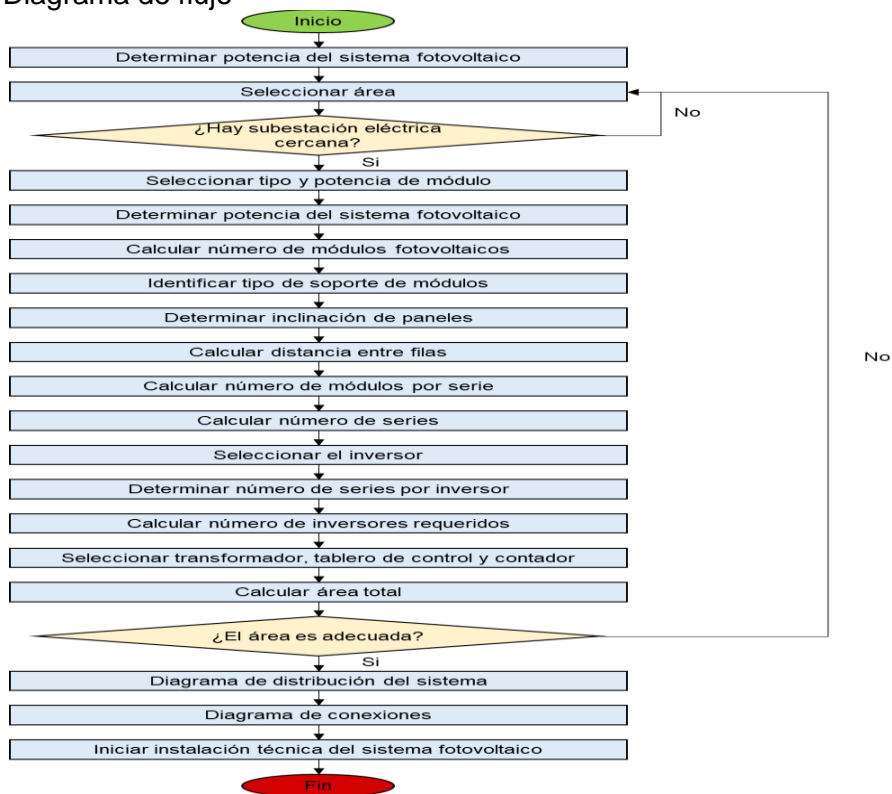 Diagrama de flujo
Inicio
Determinar potencia del sistema fotovoltaico
Seleccionar área
¿Hay subestación eléctrica
cercana?
No
Si
Seleccionar tipo y potencia de módulo
Determinar potencia del sistema fotovoltaico
Calcular número de módulos fotovoltaicos
Identificar tipo de soporte de módulos
Determinar inclinación de paneles
Calcular distancia entre filas
No
Calcular número de módulos por serie
Calcular número de series
Seleccionar el inversor
Determinar número de series por inversor
Calcular número de inversores requeridos
Seleccionar transformador, tablero de control y contador
Calcular área total
¿El área es adecuada?
Si
Diagrama de distribución del sistema
Diagrama de conexiones
Iniciar instalación técnica del sistema fotovoltaico
Fin